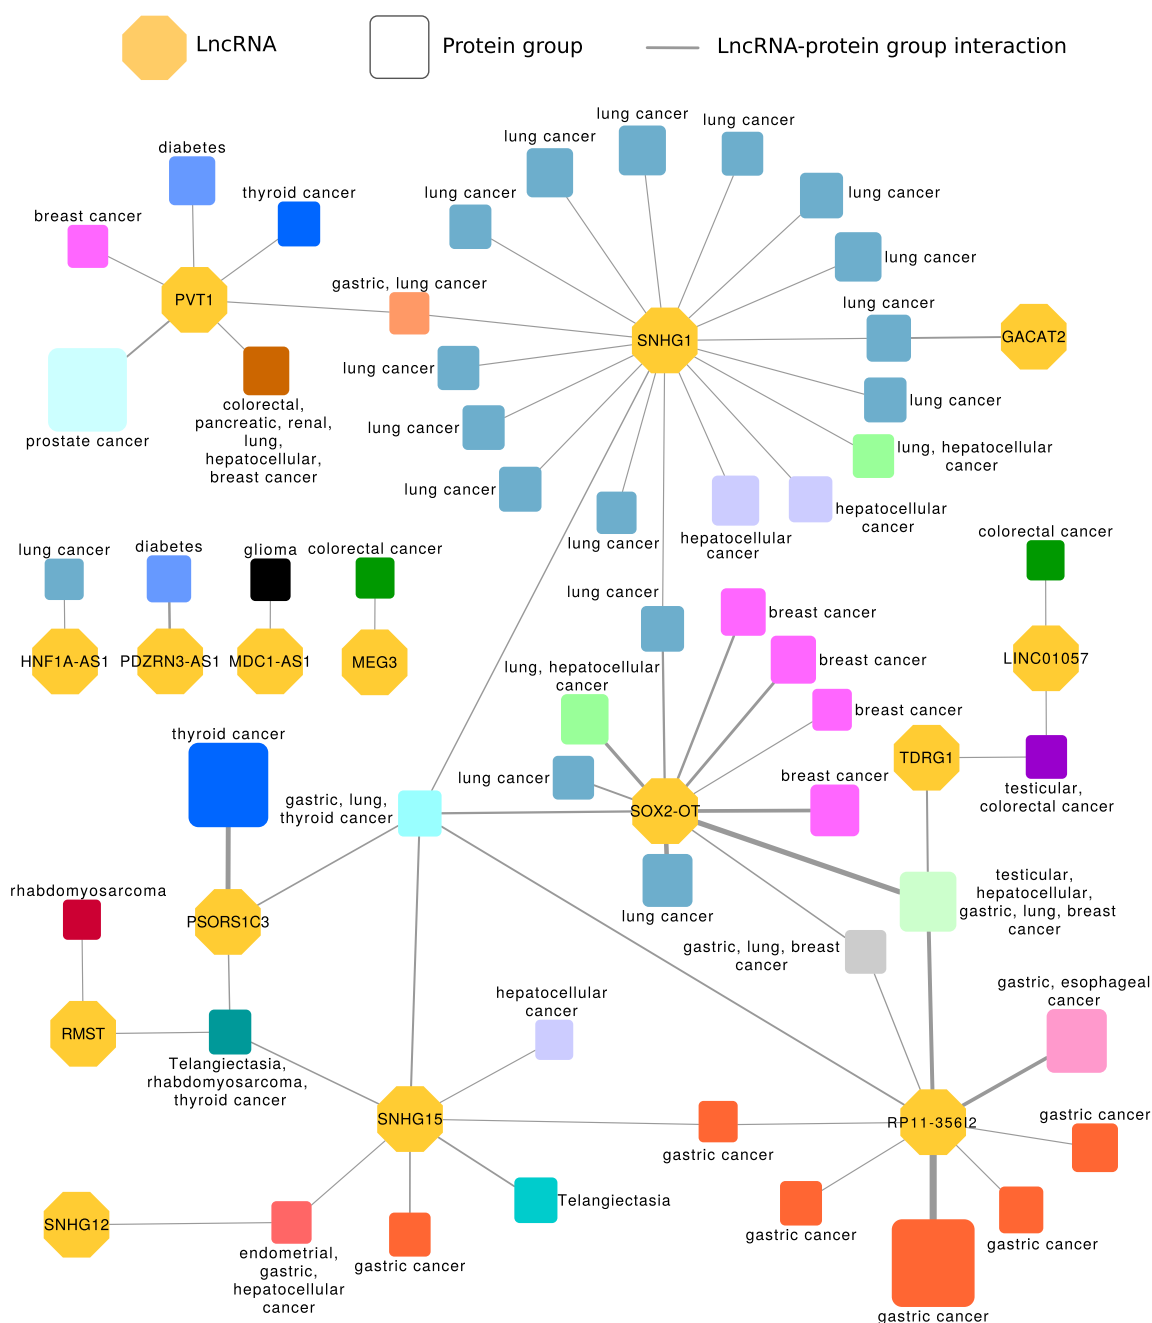 LncRNA
Protein group
LncRNA-protein group interaction
lung cancer
lung cancer
lung cancer
diabetes
thyroid cancer
lung cancer
lung cancer
breast cancer
lung cancer
gastric, lung cancer
PVT1
lung cancer
SNHG1
GACAT2
lung cancer
lung cancer
colorectal,
pancreatic, renal,
lung,
hepatocellular,
breast cancer
prostate cancer
lung cancer
lung, hepatocellular
cancer
lung cancer
hepatocellular
cancer
hepatocellular
cancer
lung cancer
colorectal cancer
lung cancer
diabetes
glioma
colorectal cancer
lung cancer
breast cancer
HNF1A-AS1
PDZRN3-AS1
MDC1-AS1
MEG3
LINC01057
lung, hepatocellular
cancer
breast cancer
breast cancer
thyroid cancer
TDRG1
lung cancer
breast cancer
testicular,
colorectal cancer
gastric, lung,
thyroid cancer
SOX2-OT
testicular,
hepatocellular,
gastric, lung, breast
cancer
rhabdomyosarcoma
lung cancer
PSORS1C3
gastric, lung, breast
cancer
gastric, esophageal
cancer
hepatocellular
cancer
RMST
Telangiectasia,
rhabdomyosarcoma,
thyroid cancer
SNHG15
RP11-356I2
gastric cancer
gastric cancer
Telangiectasia
SNHG12
gastric cancer
gastric cancer
endometrial,
gastric,
hepatocellular
cancer
gastric cancer
gastric cancer